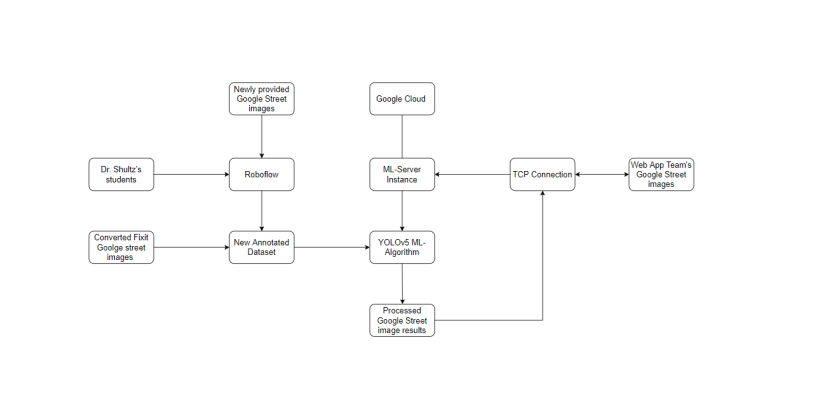 Newly provided
Google Street
images
Google Cloud
Dr. Shultz's
students
Roboflow
ML-Server
Instance
TCP Connection
Web App Team's
Google Street
images
Converted Fixit
Goolge street
images
New Annotated
Dataset
YOLOv5 ML-
Algorithm
Processed
Google Street
image results